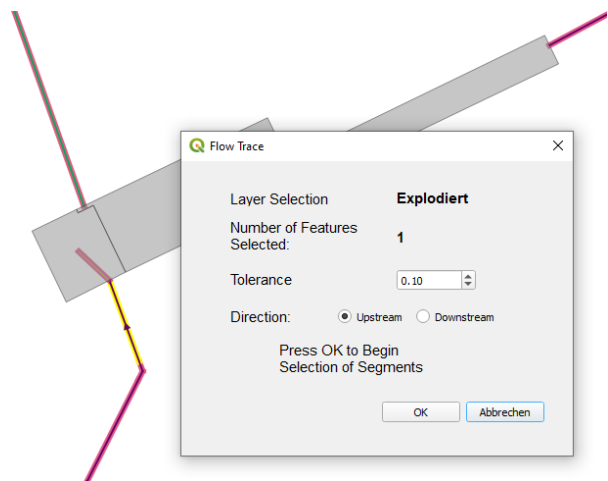 Flow Trace
Layer Selection Explodiert
Number of Features
Selected: 1
Tolerance 0.10
Direction: Upstream Downstream
Press OK to Begin
Selection of Segments
OK Abbrechen